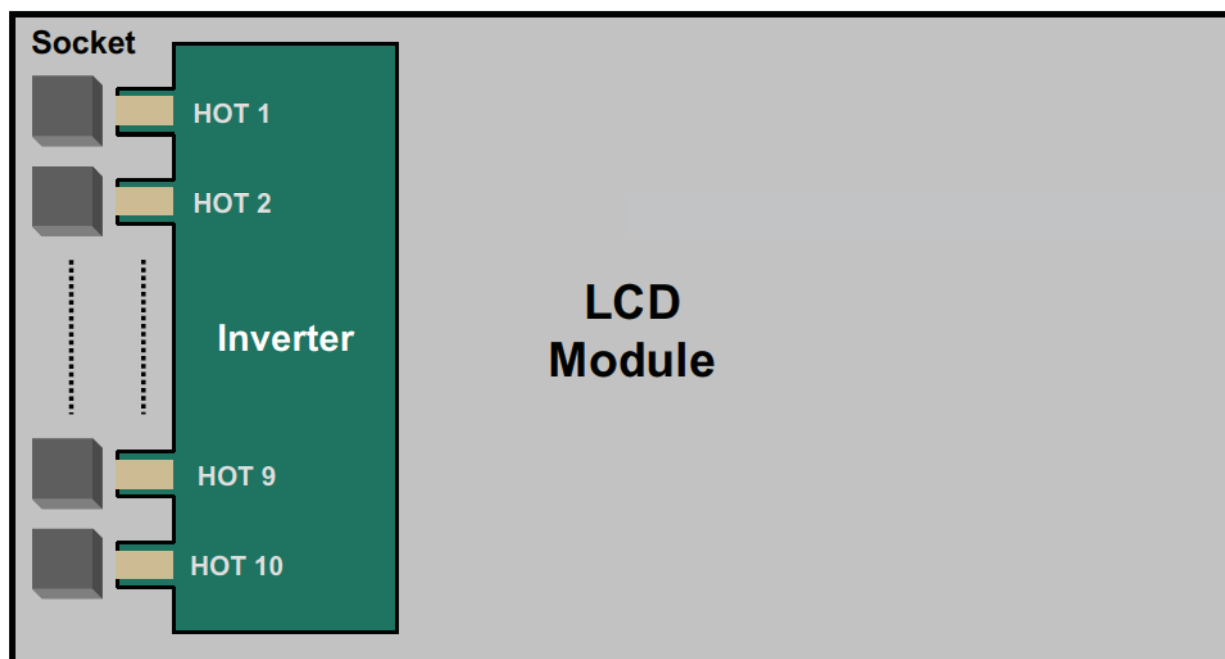 Socket
HOT 1
HOT 2
Inverter
LCD
Module
HOT 9
HOT 10